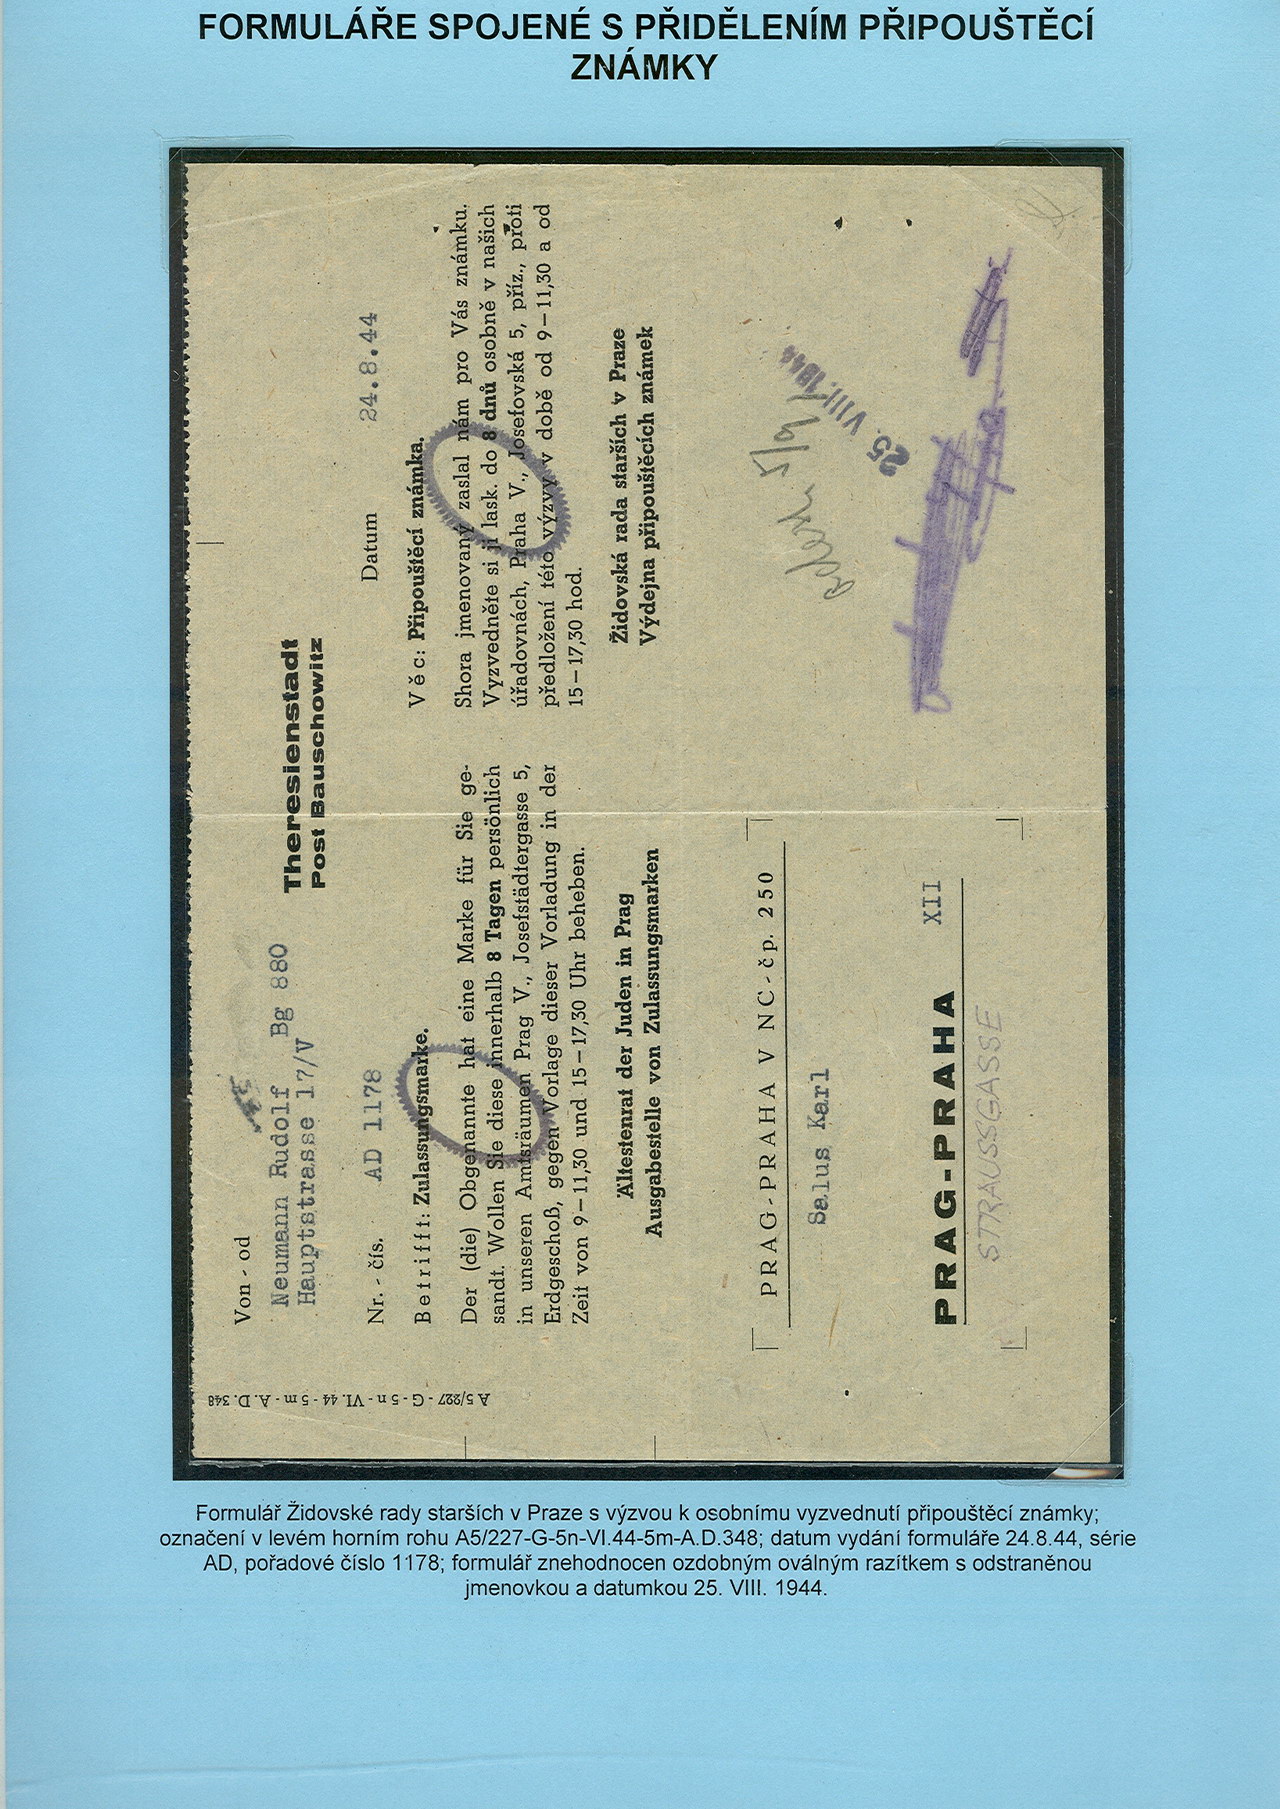 FORMULÁŘE SPOJENÉ S PŘIDĚLENÍM PŘIPOUŠTĚCÍ
ZNÁMKY
A 5/227 - G - 5 n - VI. 44 - 5 m - A. D. 348
Von - od
Neumann Rudolf
Hauptstrasse 17/V Bg 880
Theresienstadt
Post Bauschowitz
Nr. - čís. AD 1178
Datum 24.8.44
Betrifft: Zulassungsmarke.
Der (die) Obgenannte hat eine Marke für Sie ge-
sandt. Wollen Sie diese innerhalb 8 Tagen persönlich
in unseren Amtsräumen Prag V., Josefstädtergasse 5,
Erdgeschoß, gegen Vorlage dieser Vorladung in der
Zeit von 9–11,30 und 15–17,30 Uhr beheben.
Ältestenrat der Juden in Prag
Ausgabestelle von Zulassungsmarken
Věc: Připouštěcí známka.
Shora jmenovaný zaslal nám pro Vás známku.
Vyzvedněte si ji lask. do 8 dnů osobně v našich
úřadovnách, Praha V., Josefovská 5, příz., proti
předložení této výzvy v době od 9–11,30 a od
15–17,30 hod.
Židovská rada starších v Praze
Výdejna připouštěcích známek
PRAG-PRAHA V NC-čp. 250
Salus Karl
PRAG-PRAHA XII
STRAUSSGASSE
25. VIII. 1944
Formulář Židovské rady starších v Praze s výzvou k osobnímu vyzvednutí připouštěcí známky;
označení v levém horním rohu A5/227-G-5n-VI.44-5m-A.D.348; datum vydání formuláře 24.8.44, série
AD, pořadové číslo 1178; formulář znehodnocen ozdobným oválným razítkem s odstraněnou
jmenovkou a datumkou 25. VIII. 1944.